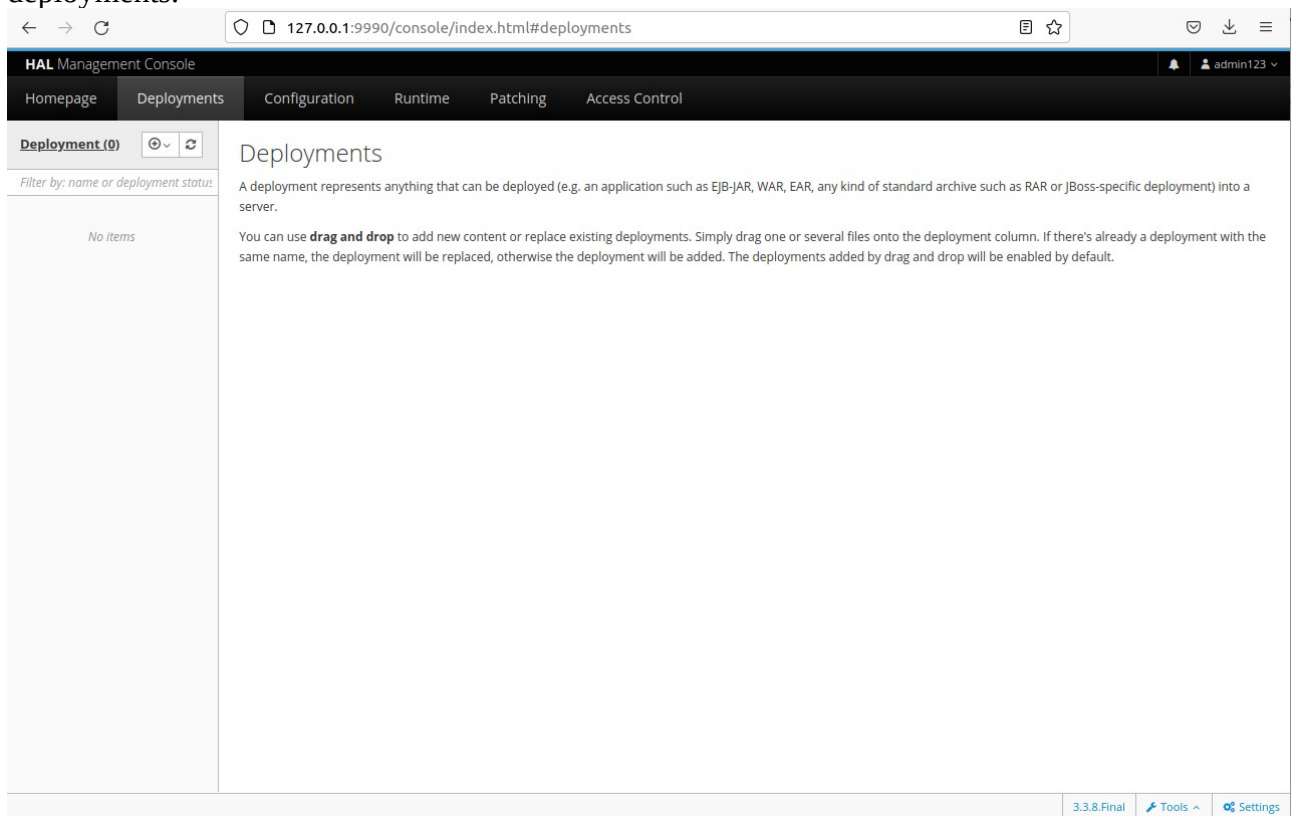 deployments.
127.0.0.1:9990/console/index.html#deployments
HAL Management Console
admin123
Homepage Deployments Configuration Runtime Patching Access Control
Deployment (0)
Filter by: name or deployment status
No items
Deployments
A deployment represents anything that can be deployed (e.g. an application such as EJB-JAR, WAR, EAR, any kind of standard archive such as RAR or JBoss-specific deployment) into a
server.
You can use drag and drop to add new content or replace existing deployments. Simply drag one or several files onto the deployment column. If there's already a deployment with the
same name, the deployment will be replaced, otherwise the deployment will be added. The deployments added by drag and drop will be enabled by default.
3.3.8.Final Tools Settings